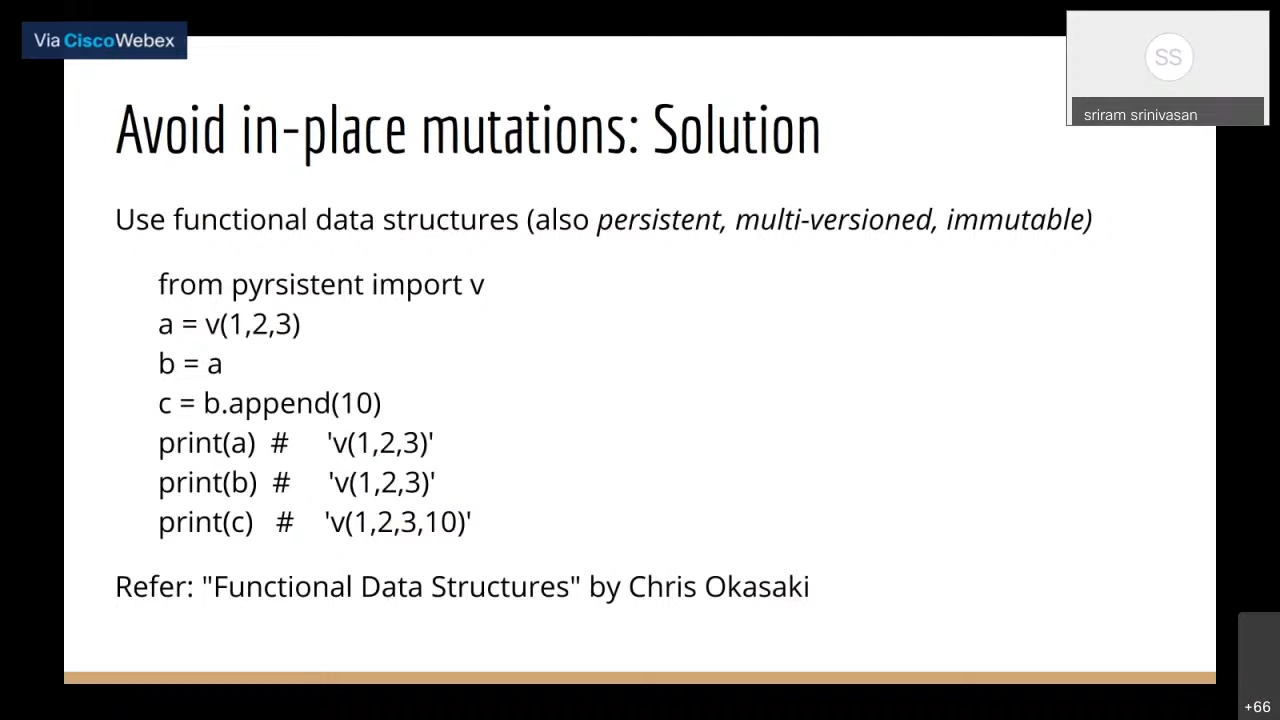 Via Cisco Webex
SS
sriram srinivasan
Avoid in-place mutations: Solution
Use functional data structures (also persistent, multi-versioned, immutable)
from pyrsistent import v
a = v(1,2,3)
b = a
c = b.append(10)
print(a) # 'v(1,2,3)'
print(b) # 'v(1,2,3)'
print(c) # 'v(1,2,3,10)'
Refer: "Functional Data Structures" by Chris Okasaki
+66